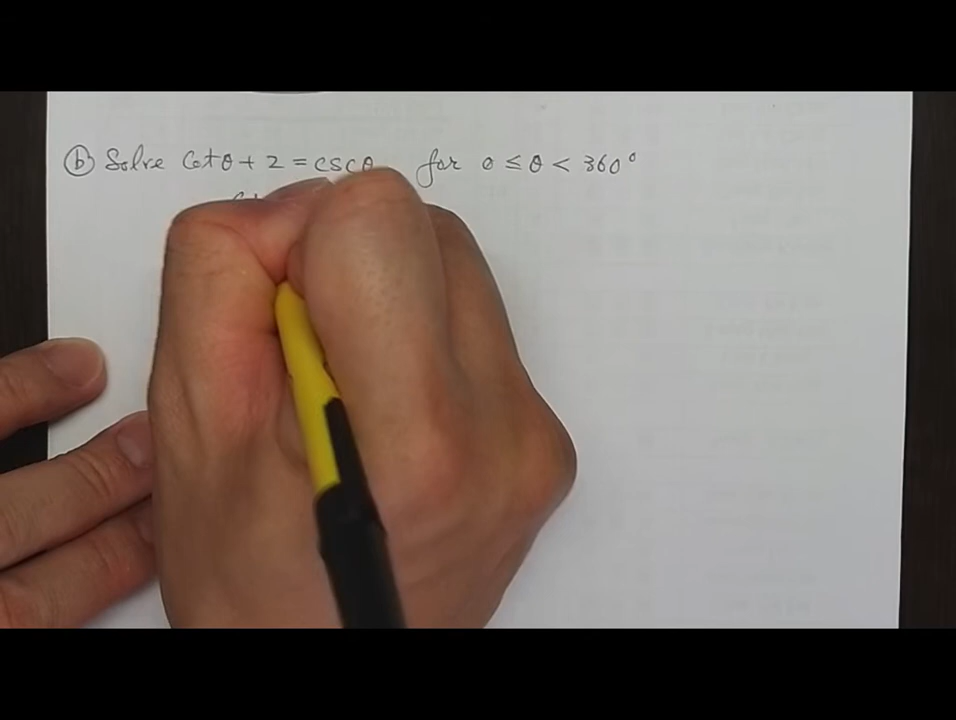 (b) Solve Cotθ + 2 = cscθ for 0 ≤ θ < 360°